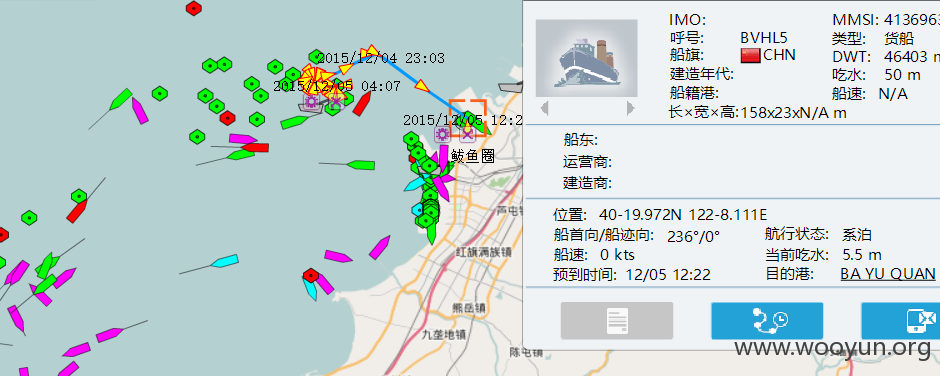 2015/12/04 23:03
2015/12/05 04:07
2015/12/05 12:2
鲅鱼圈
芦屯镇
红旗满族镇
熊岳镇
九垄地镇
陈屯镇
IMO:
MMSI: 4136963
呼号: BVHL5
类型: 货船
船旗: CHN
DWT: 46403 m
建造年代:
吃水: 50 m
船籍港:
船速: N/A
长×宽×高:158x23xN/A m
船东:
运营商:
建造商:
位置: 40-19.972N 122-8.111E
船首向/船迹向: 236°/0°
航行状态: 系泊
船速: 0 kts
当前吃水: 5.5 m
预到时间: 12/05 12:22
目的港: BA YU QUAN
www.wooyun.org